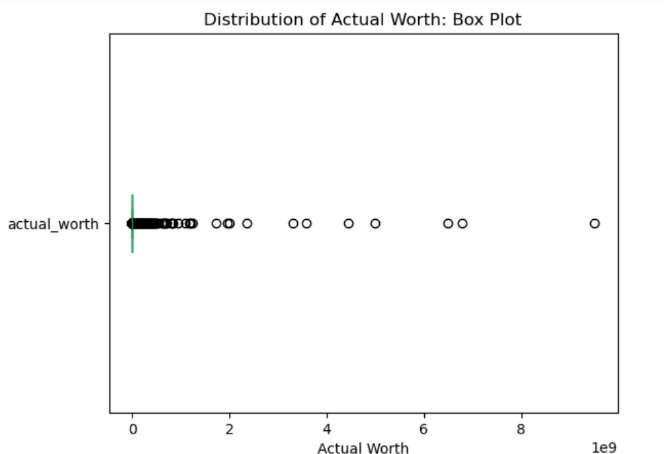 Distribution of Actual Worth: Box Plot
actual_worth
0 2 4 6 8
Actual Worth
1e9